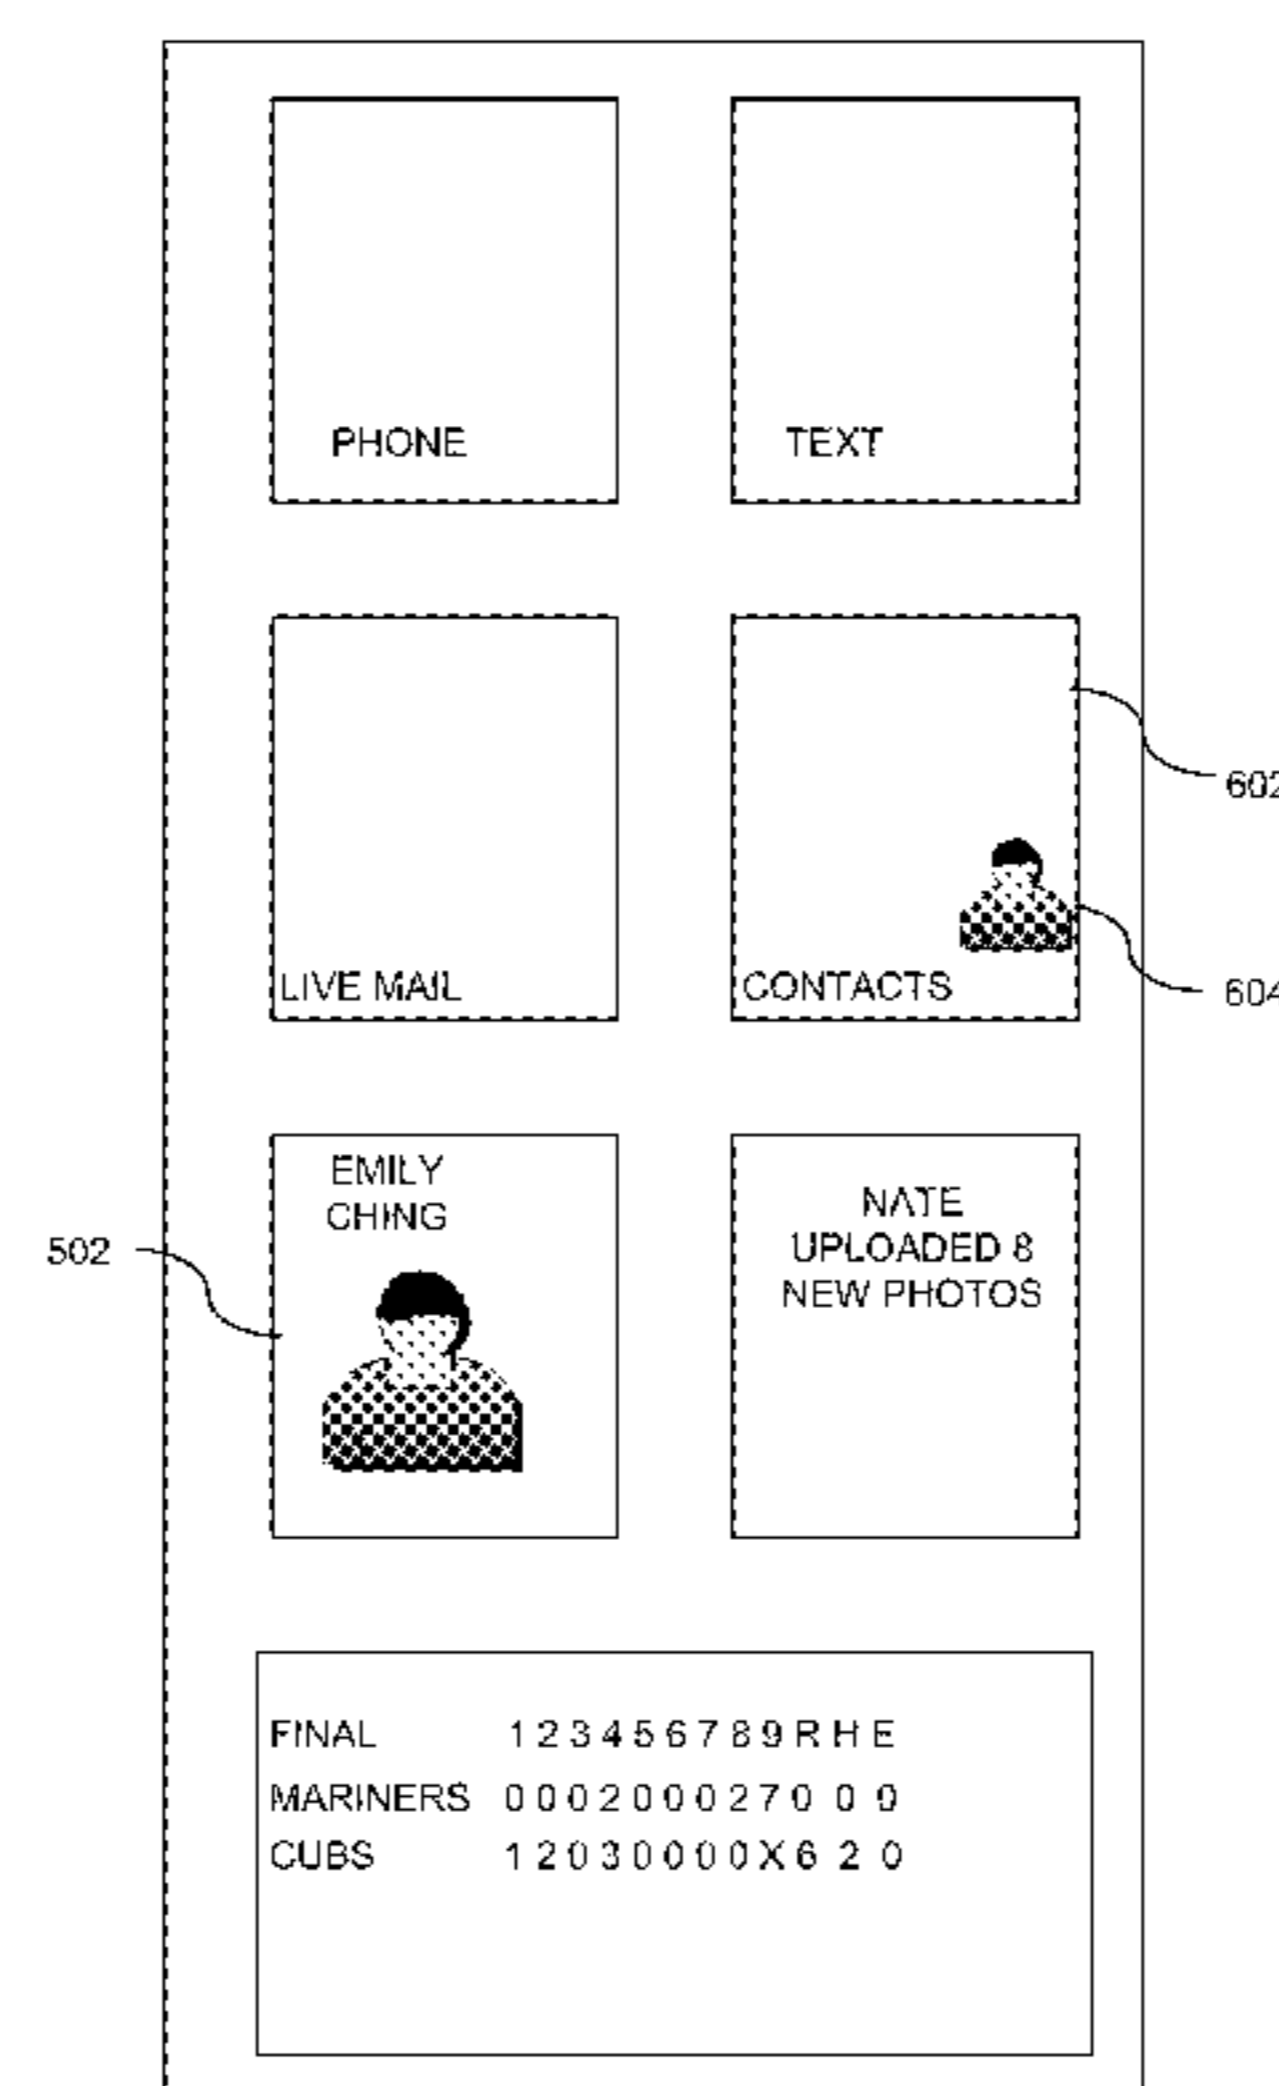 PHONE
TEXT
602
LIVE MAIL
CONTACTS
604
EMILY
CHING
502
NATE
UPLOADED 8
NEW PHOTOS
FINAL 1 2 3 4 5 6 7 8 9 R H E
MARINERS 0 0 0 2 0 0 0 2 7 0 0 0
CUBS 1 2 0 3 0 0 0 0 X 6 2 0